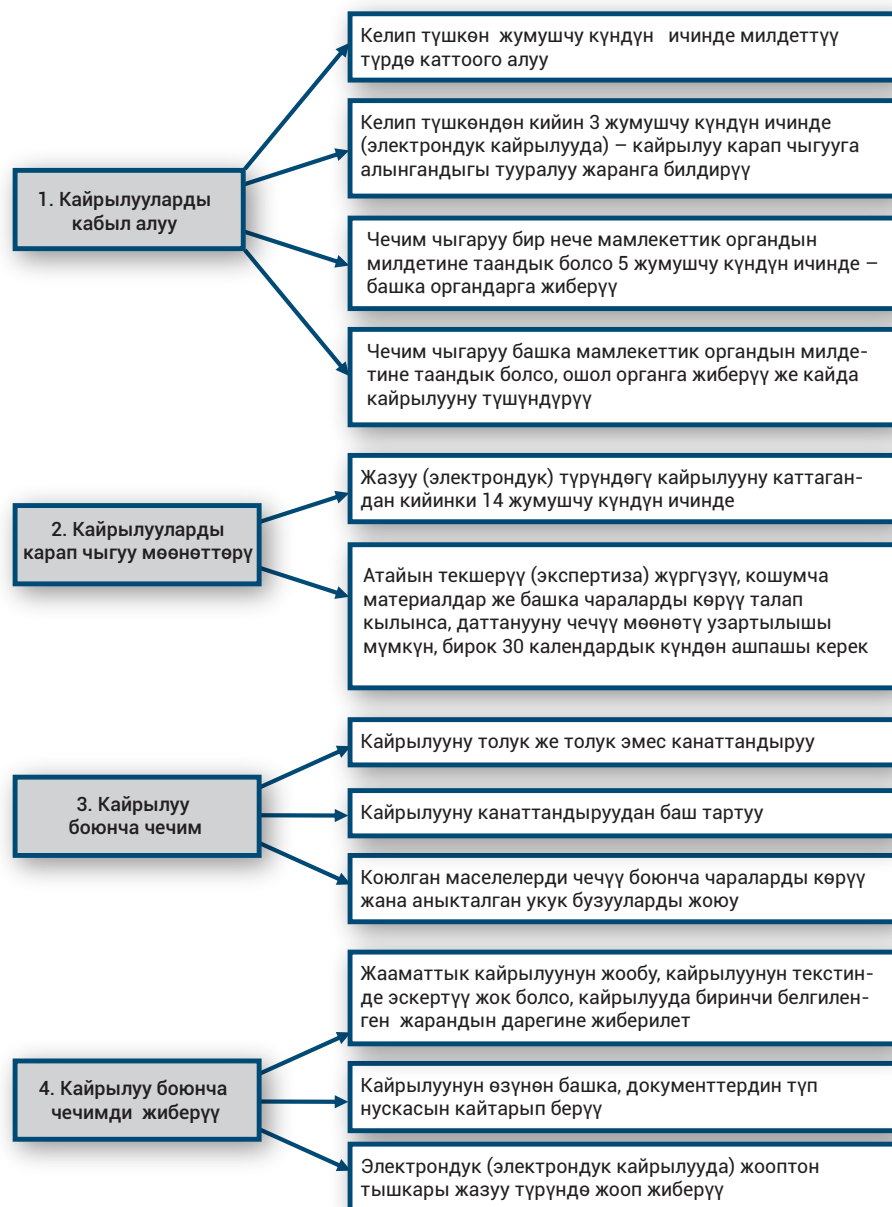 Келип түшкөн жумушчу күндүн ичинде милдеттүү
түрдө каттоого алуу
Келип түшкөндөн кийин 3 жумушчу күндүн ичинде
(электрондук кайрылууда) – кайрылуу карап чыгууга
алынгандыгы тууралуу жаранга билдирүү
1. Кайрылууларды
кабыл алуу
Чечим чыгаруу бир нече мамлекеттик органдын
милдетине таандык болсо 5 жумушчу күндүн ичинде –
башка органдарга жиберүү
Чечим чыгаруу башка мамлекеттик органдын милде-
тине таандык болсо, ошол органга жиберүү же кайда
кайрылууну түшүндүрүү
Жазуу (электрондук) түрүндөгү кайрылууну каттаган-
дан кийинки 14 жумушчу күндүн ичинде
2. Кайрылууларды
карап чыгуу мөөнөттөрү
Атайын текшерүү (экспертиза) жүргүзүү, кошумча
материалдар же башка чараларды көрүү талап
кылынса, даттанууну чечүү мөөнөтү узартылышы
мүмкүн, бирок 30 календардык күндөн ашпашы керек
Кайрылууну толук же толук эмес канаттандыруу
3. Кайрылуу
боюнча чечим
Кайрылууну канаттандыруудан баш тартуу
Коюлган маселелерди чечүү боюнча чараларды көрүү
жана аныкталган укук бузууларды жоюу
Жааматтык кайрылуунун жообу, кайрылуунун текстин-
де эскертүү жок болсо, кайрылууда биринчи белгилен-
ген жарандын дарегине жиберилет
4. Кайрылуу боюнча
чечимди жиберүү
Кайрылуунун өзүнөн башка, документтердин түп
нускасын кайтарып берүү
Электрондук (электрондук кайрылууда) жооптон
тышкары жазуу түрүндө жооп жиберүү